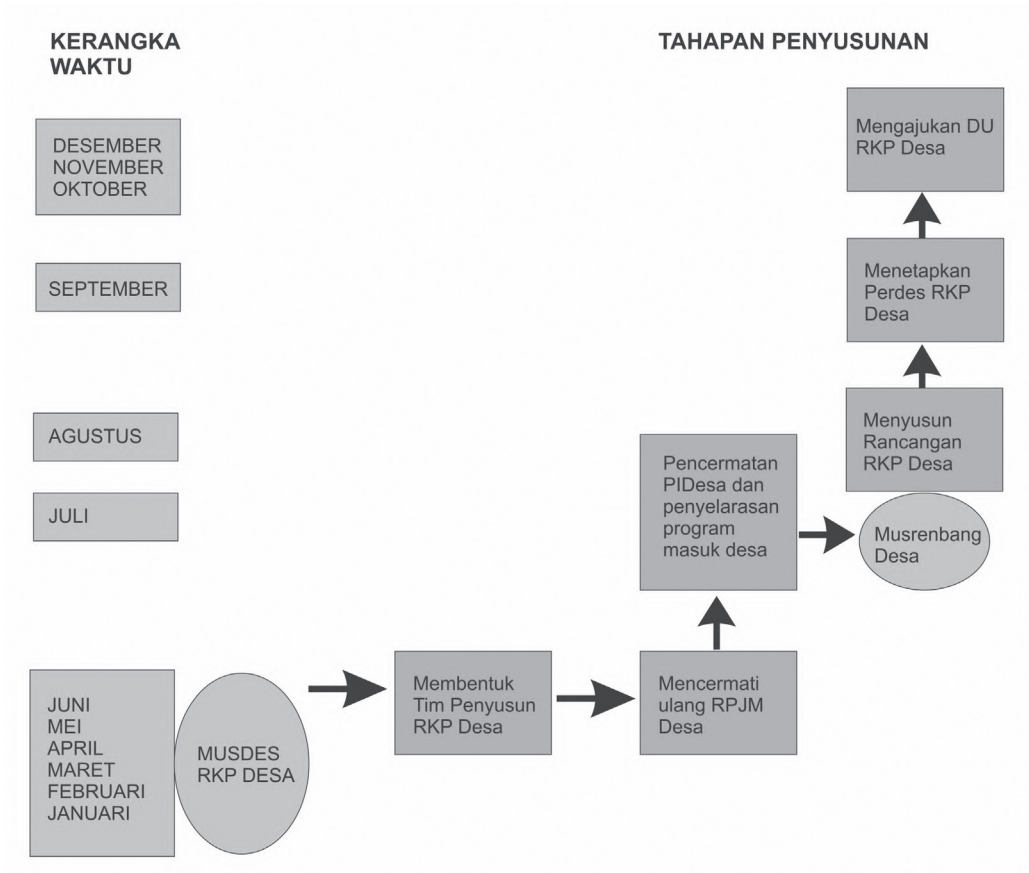 KERANGKA
WAKTU
TAHAPAN PENYUSUNAN
DESEMBER
NOVEMBER
OKTOBER
SEPTEMBER
AGUSTUS
JULI
JUNI
MEI
APRIL
MARET
FEBRUARI
JANUARI
MUSDES
RKP DESA
Membentuk
Tim Penyusun
RKP Desa
Mencermati
ulang RPJM
Desa
Pencermatan
PIDesa dan
penyelarasan
program
masuk desa
Musrenbang
Desa
Menyusun
Rancangan
RKP Desa
Menetapkan
Perdes RKP
Desa
Mengajukan DU
RKP Desa